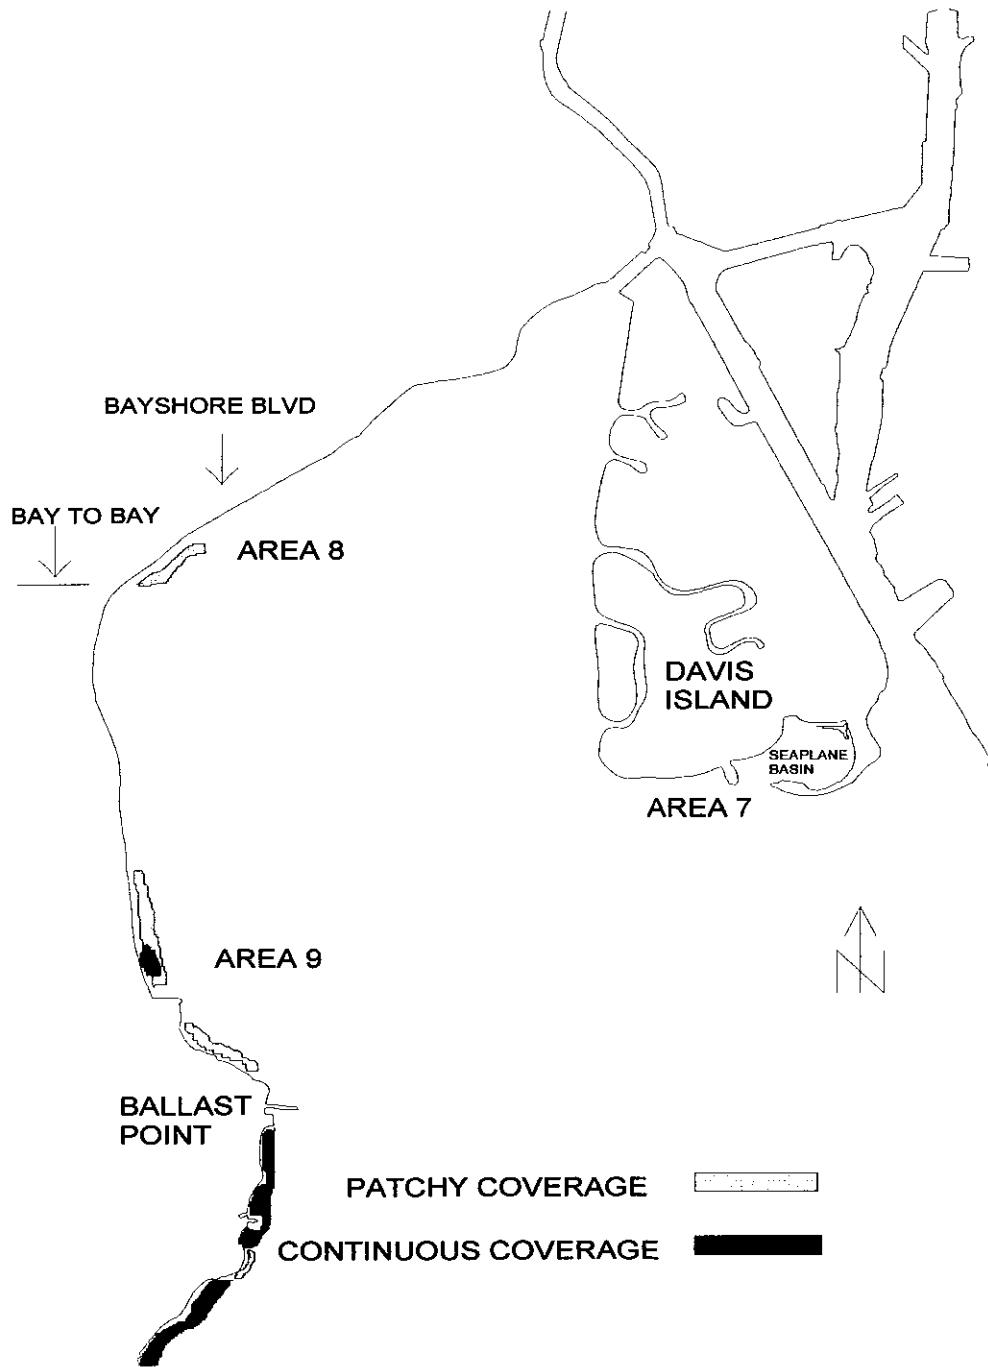 BAYSHORE BLVD
BAY TO BAY
AREA 8
DAVIS
ISLAND
SEAPLANE
BASIN
AREA 7
AREA 9
N
BALLAST
POINT
PATCHY COVERAGE
CONTINUOUS COVERAGE